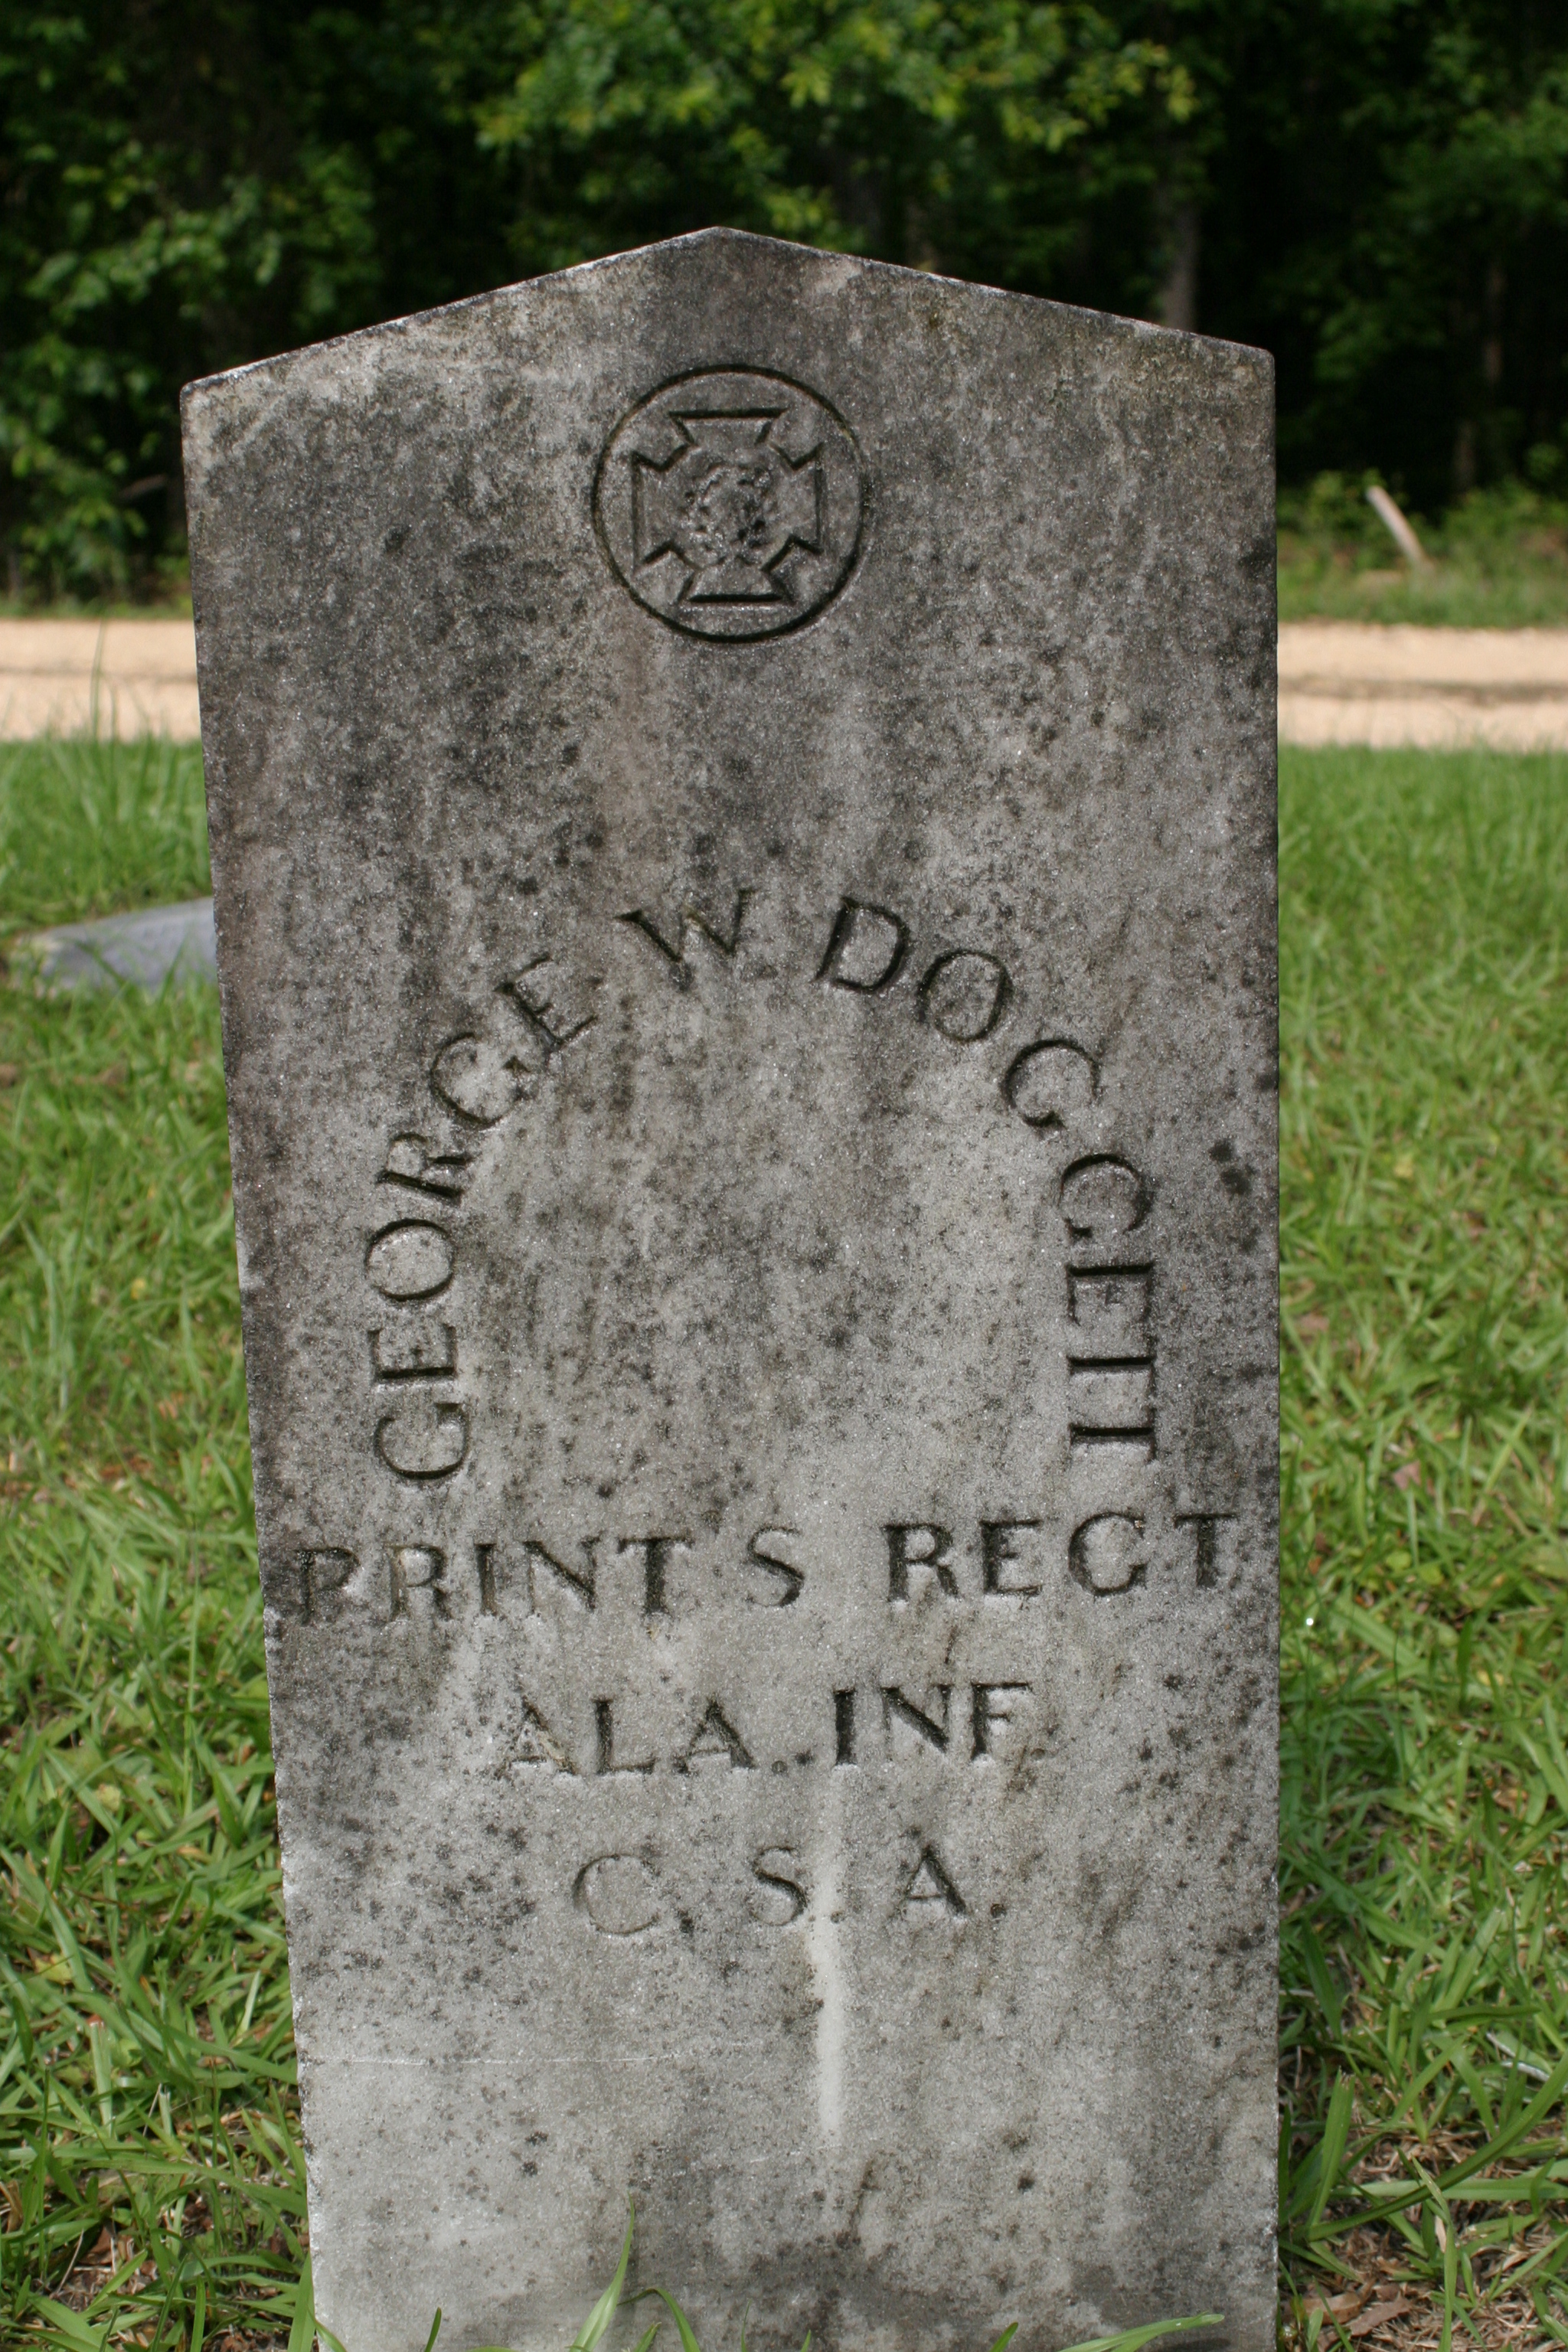 GEORGE W. DOGGETT
PRINT S REGT
ALA. INF.
C. S. A.